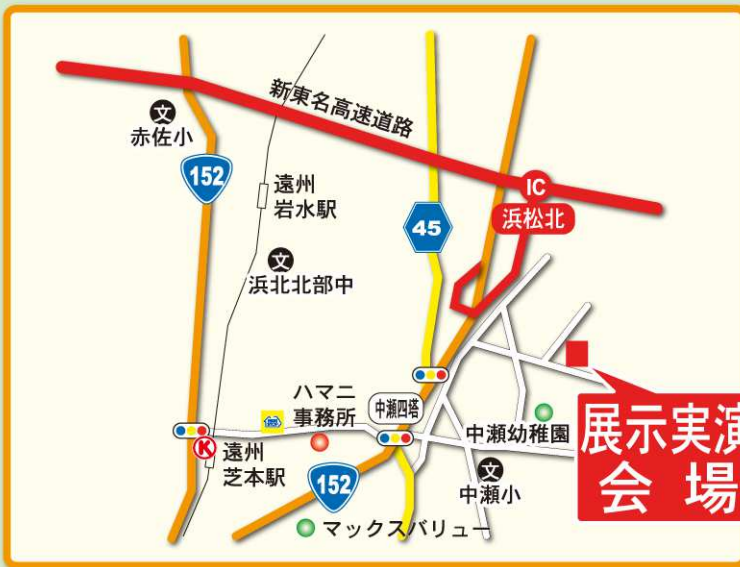 新東名高速道路
文
赤佐小
152
遠州
岩水駅
IC
浜松北
45
文
浜北北部中
ハマニ
事務所
中瀬四塔
中瀬幼稚園
展示実演
会場
K
遠州
芝本駅
152
文
中瀬小
マックスバリュー